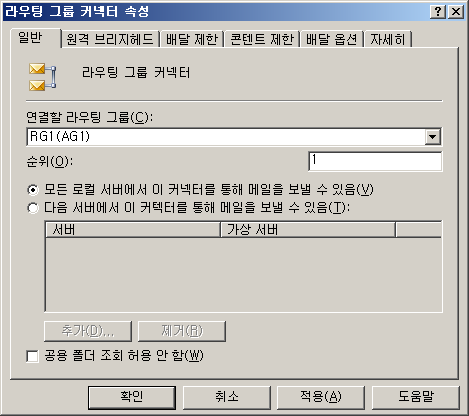 라우팅 그룹 커넥터 속성
일반 원격 브리지헤드 배달 제한 콘텐트 제한 배달 옵션 자세히
라우팅 그룹 커넥터
연결할 라우팅 그룹(C):
RG1(AG1)
순위(O): 1
모든 로컬 서버에서 이 커넥터를 통해 메일을 보낼 수 있음(V)
다음 서버에서 이 커텍터를 통해 메일을 보낼 수 있음(T):
서버 가상 서버
추가(D)... 제거(R)
공용 폴더 조회 허용 안 함(W)
확인 취소 적용(A) 도움말